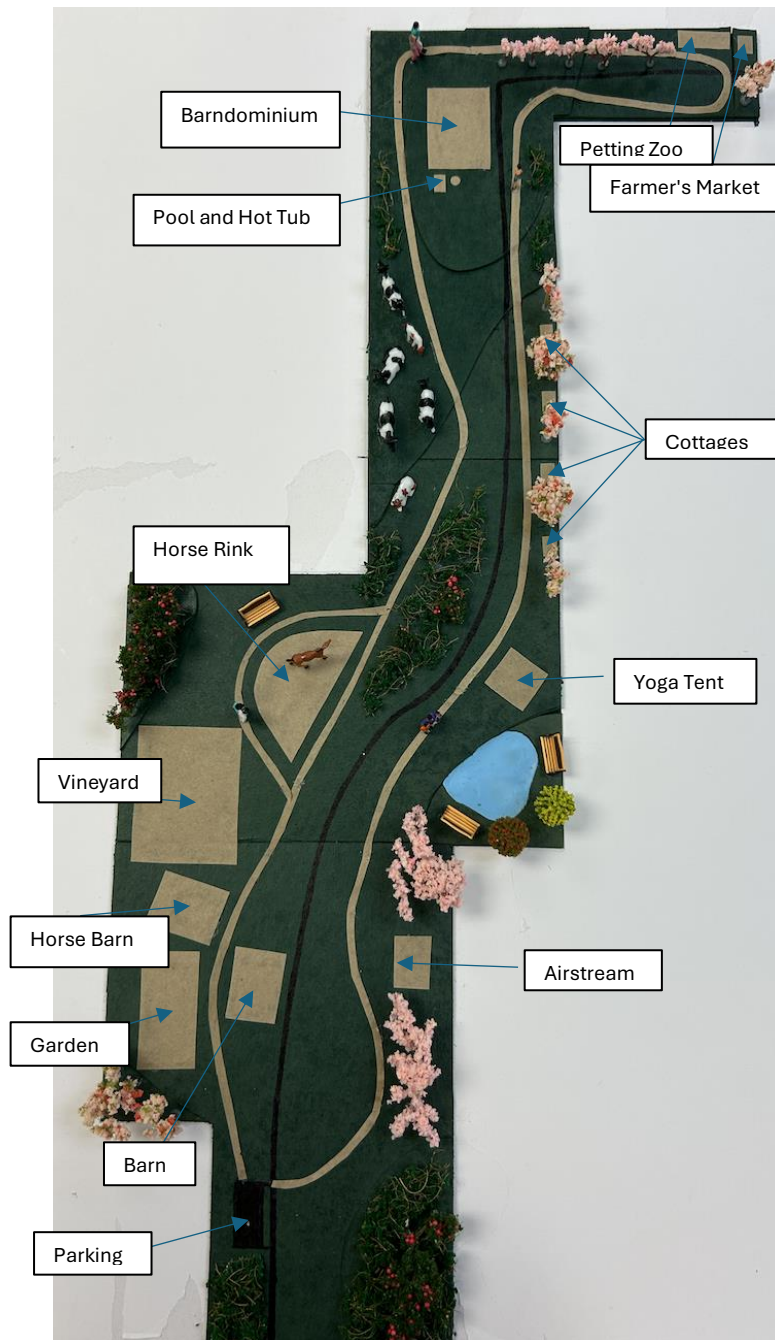 Barndominium
Petting Zoo
Farmer's Market
Pool and Hot Tub
Cottages
Horse Rink
Yoga Tent
Vineyard
Horse Barn
Airstream
Garden
Barn
Parking